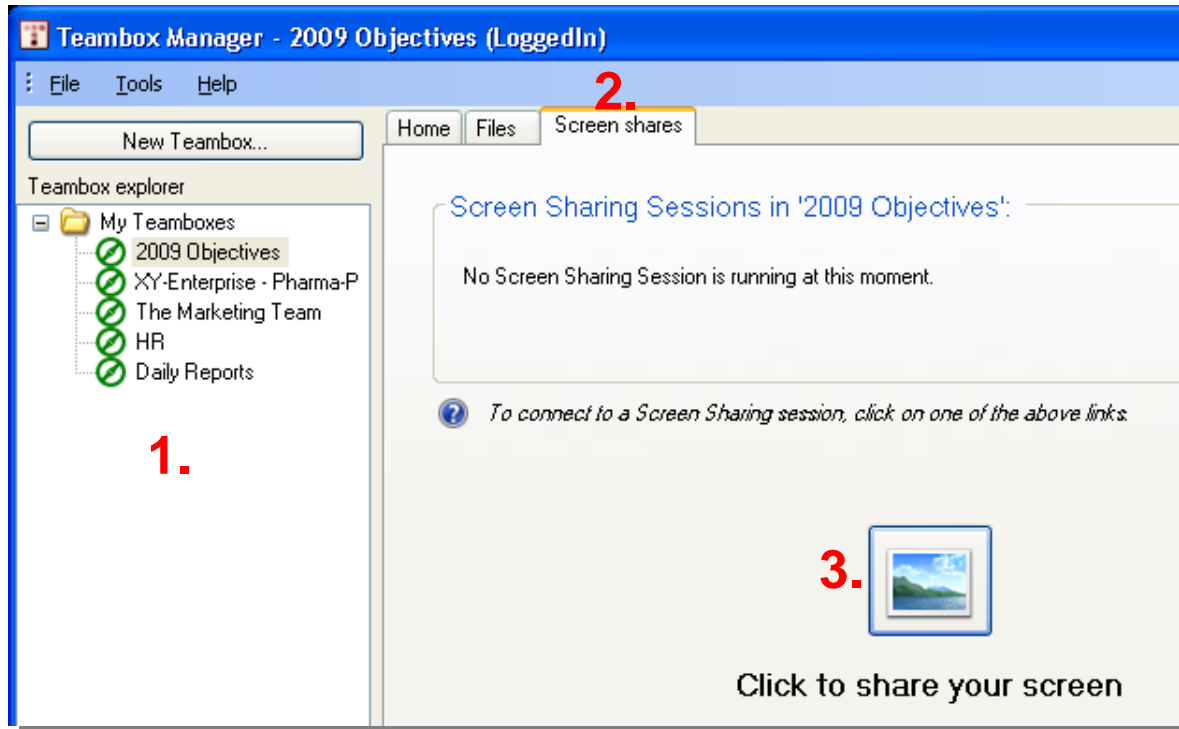 Teambox Manager - 2009 Objectives (LoggedIn)
File Tools Help
2.
New Teambox...
Home Files Screen shares
Teambox explorer
My Teamboxes
2009 Objectives
XY-Enterprise - Pharma-P
The Marketing Team
HR
Daily Reports
1.
Screen Sharing Sessions in '2009 Objectives':
No Screen Sharing Session is running at this moment.
To connect to a Screen Sharing session, click on one of the above links.
3.
Click to share your screen